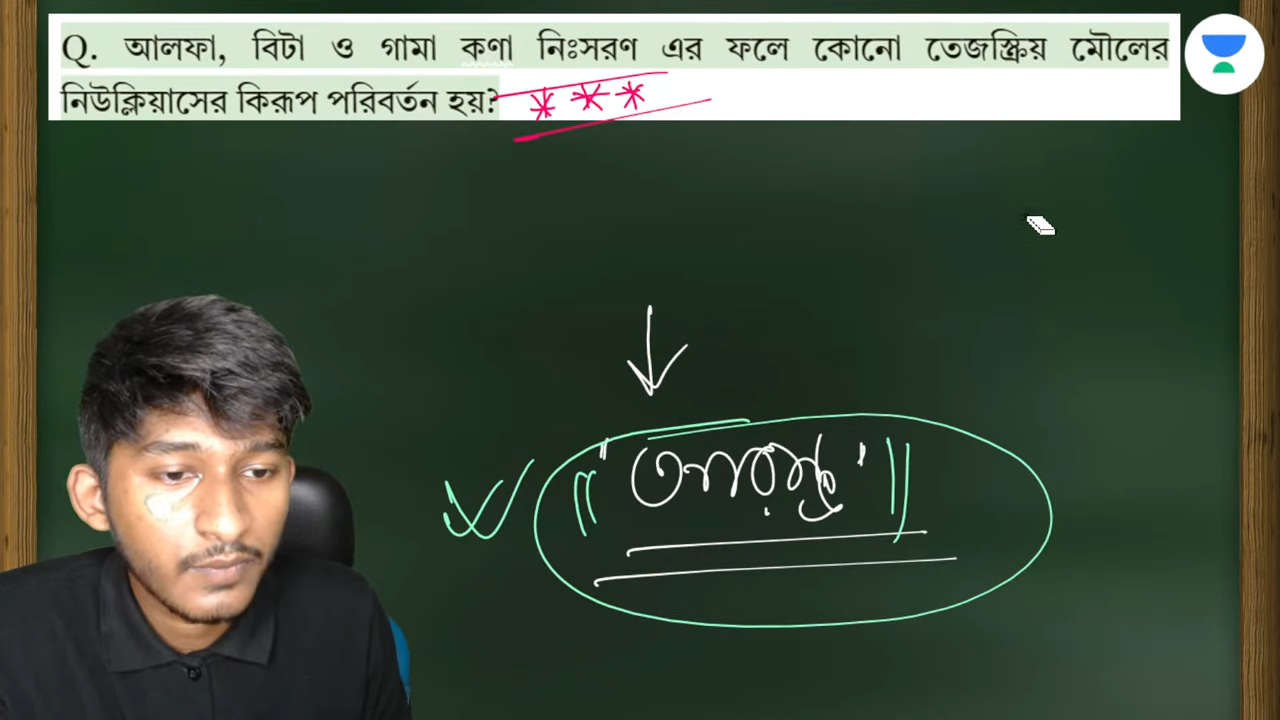 Q. আলফা, বিটা ও গামা কণা নিঃসরণ এর ফলে কোনো তেজস্ক্রিয় মৌলের
নিউক্লিয়াসের কিরূপ পরিবর্তন হয়? ***